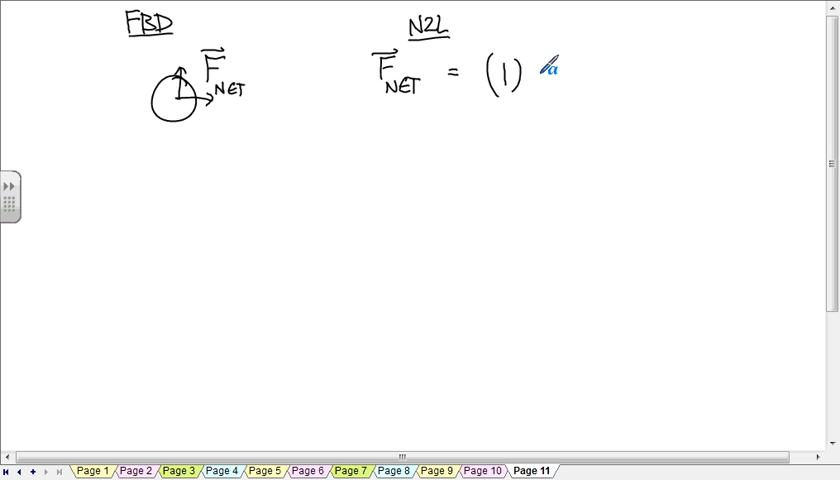 FBD
N2L
F NET
F NET = (1)
Page 1 Page 2 Page 3 Page 4 Page 5 Page 6 Page 7 Page 8 Page 9 Page 10 Page 11